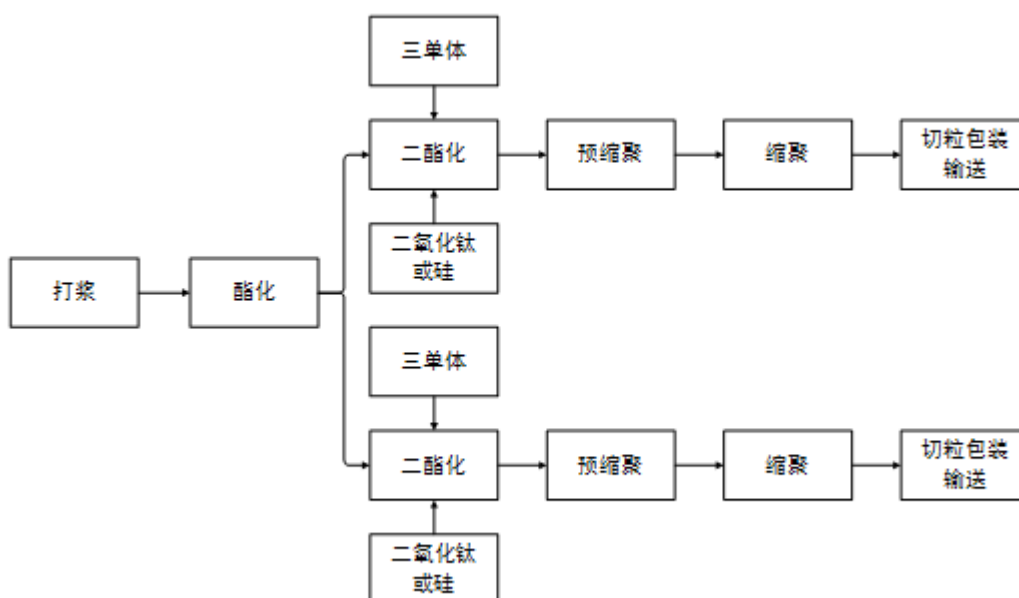 三单体
二酯化
预缩聚
缩聚
切粒包装
输送
二氧化钛
或硅
打浆
酯化
三单体
二酯化
预缩聚
缩聚
切粒包装
输送
二氧化钛
或硅